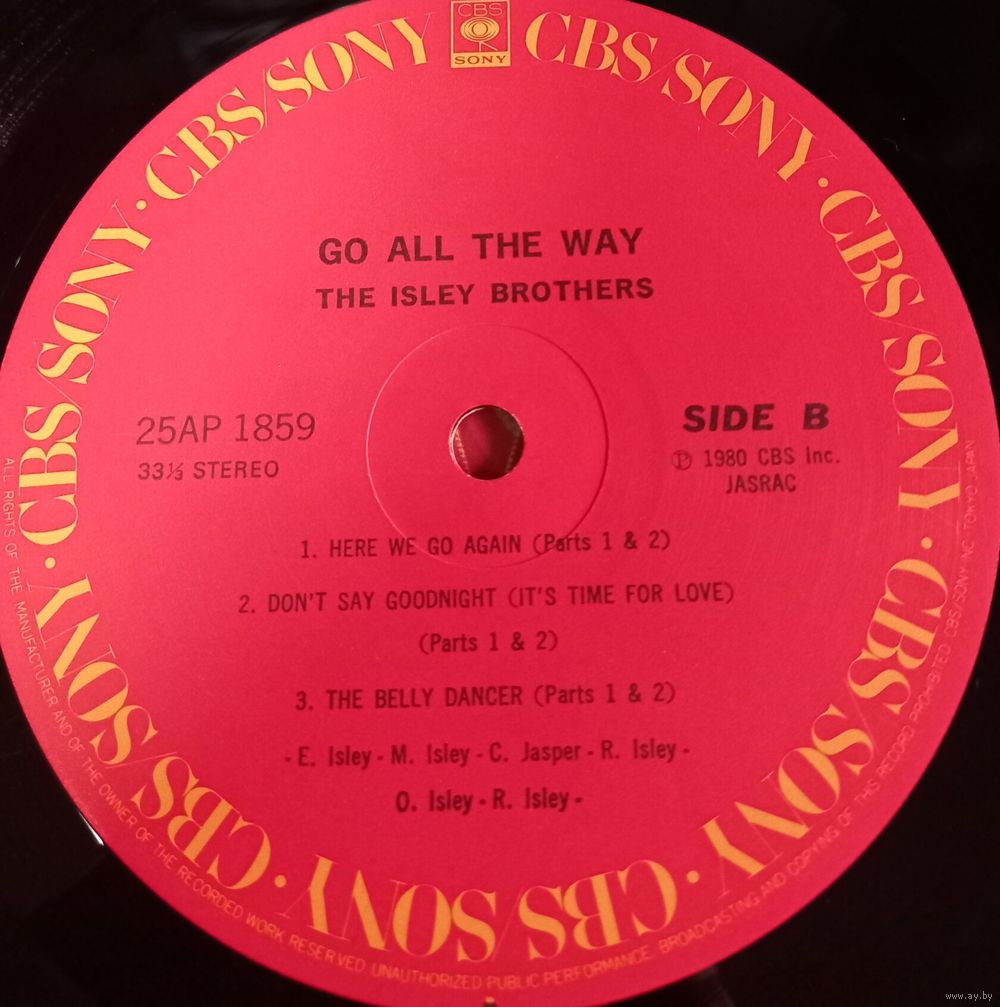 CBS
SONY
CBS/SONY · CBS/SONY · CBS/SONY · CBS/SONY · CBS/SONY · CBS/SONY · CBS/SONY
GO ALL THE WAY
THE ISLEY BROTHERS
25AP 1859
33⅓ STEREO
SIDE B
Ⓟ 1980 CBS Inc.
JASRAC
1. HERE WE GO AGAIN (Parts 1 & 2)
2. DON'T SAY GOODNIGHT (IT'S TIME FOR LOVE)
(Parts 1 & 2)
3. THE BELLY DANCER (Parts 1 & 2)
- E. Isley - M. Isley - C. Jasper - R. Isley -
O. Isley - R. Isley -
ALL RIGHTS OF THE MANUFACTURER AND OF THE OWNER OF THE RECORDED WORK RESERVED UNAUTHORIZED PUBLIC PERFORMANCE, BROADCASTING AND COPYING OF THIS RECORD PROHIBITED CBS/SONY INC. TOKYO JAPAN
www.ay.by